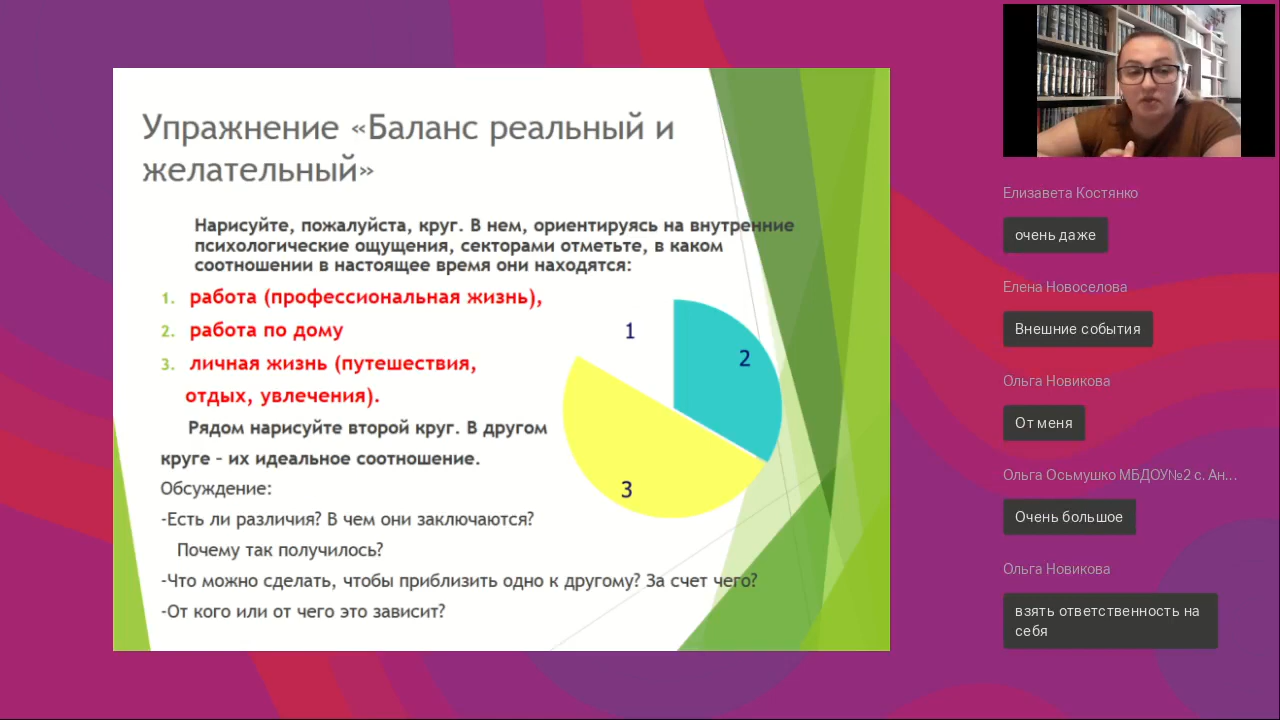 Упражнение «Баланс реальный и
желательный»
Нарисуйте, пожалуйста, круг. В нем, ориентируясь на внутренние
психологические ощущения, секторами отметьте, в каком
соотношении в настоящее время они находятся:
1. работа (профессиональная жизнь),
2. работа по дому
3. личная жизнь (путешествия,
отдых, увлечения).
Рядом нарисуйте второй круг. В другом
круге – их идеальное соотношение.
Обсуждение:
-Есть ли различия? В чем они заключаются?
Почему так получилось?
-Что можно сделать, чтобы приблизить одно к другому? За счет чего?
-От кого или от чего это зависит?
1
2
3
Елизавета Костянко
очень даже
Елена Новоселова
Внешние события
Ольга Новикова
От меня
Ольга Осьмушко МБДОУ№2 с. Ан...
Очень большое
Ольга Новикова
взять ответственность на
себя